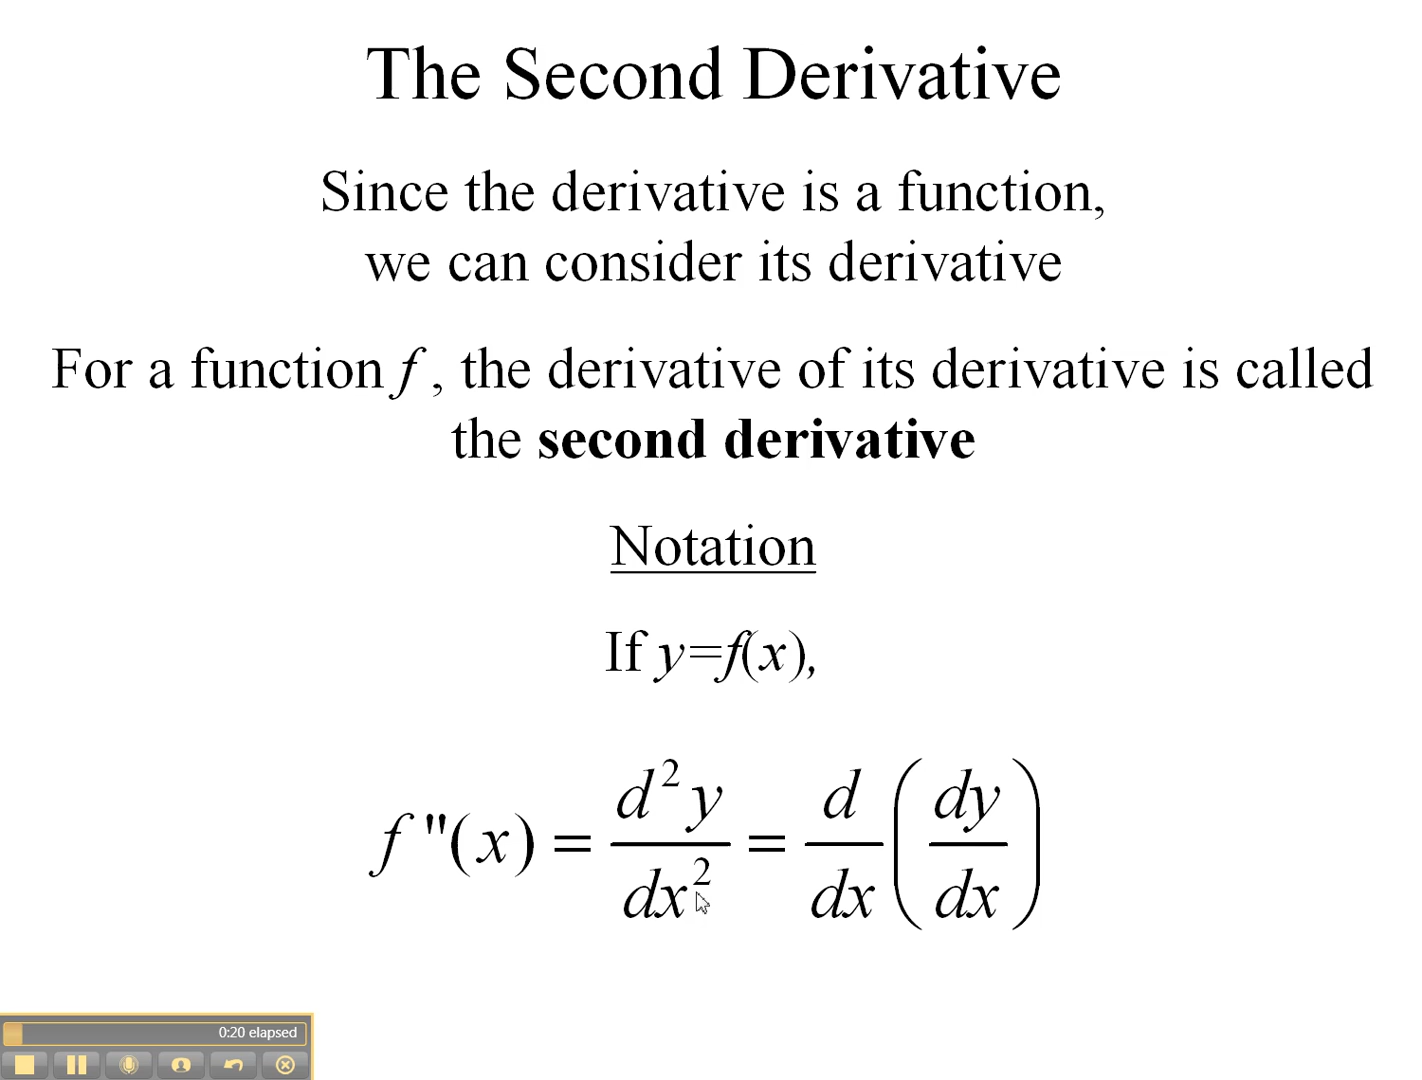 The Second Derivative
Since the derivative is a function,
we can consider its derivative
For a function f , the derivative of its derivative is called
the second derivative
Notation
If y=f(x),
f "(x) = d²y/dx² = d/dx (dy/dx)
0:20 elapsed